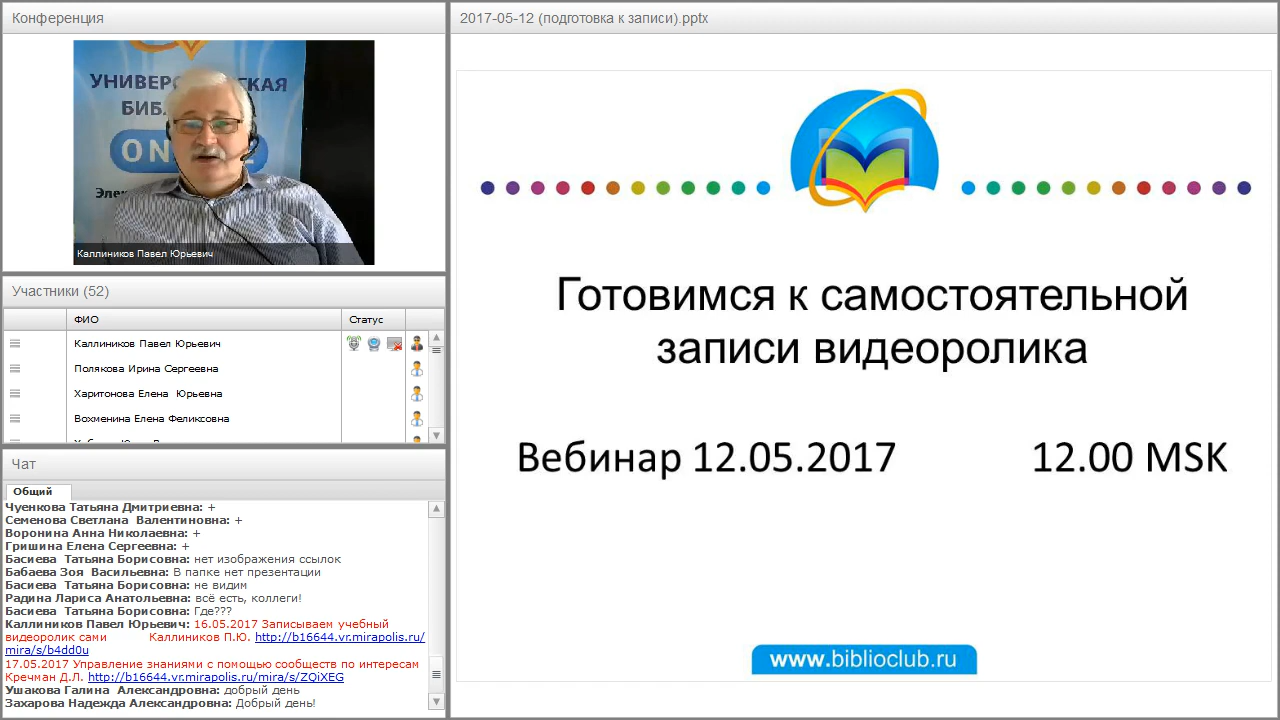 Конференция
УНИВЕР
КАЯ
БИБЛ
Каллиников Павел Юрьевич
Участники (52)
ФИО
Статус
Каллиников Павел Юрьевич
Полякова Ирина Сергеевна
Харитонова Елена Юрьевна
Вохменина Елена Феликсовна
Чат
Общий
Чуенкова Татьяна Дмитриевна: +
Семенова Светлана Валентиновна: +
Воронина Анна Николаевна: +
Гришина Елена Сергеевна: +
Басиева Татьяна Борисовна: нет изображения ссылок
Бабаева Зоя Васильевна: В папке нет презентации
Басиева Татьяна Борисовна: не видим
Радина Лариса Анатольевна: всё есть, коллеги!
Басиева Татьяна Борисовна: Где???
Каллиников Павел Юрьевич: 16.05.2017 Записываем учебный
видеоролик сами Каллиников П.Ю. http://b16644.vr.mirapolis.ru/
mira/s/b4dd0u
17.05.2017 Управление знаниями с помощью сообществ по интересам
Кречман Д.Л. http://b16644.vr.mirapolis.ru/mira/s/ZQiXEG
Ушакова Галина Александровна: добрый день
Захарова Надежда Александровна: Добрый день!
2017-05-12 (подготовка к записи).pptx
Готовимся к самостоятельной
записи видеоролика
Вебинар 12.05.2017 12.00 MSK
www.biblioclub.ru